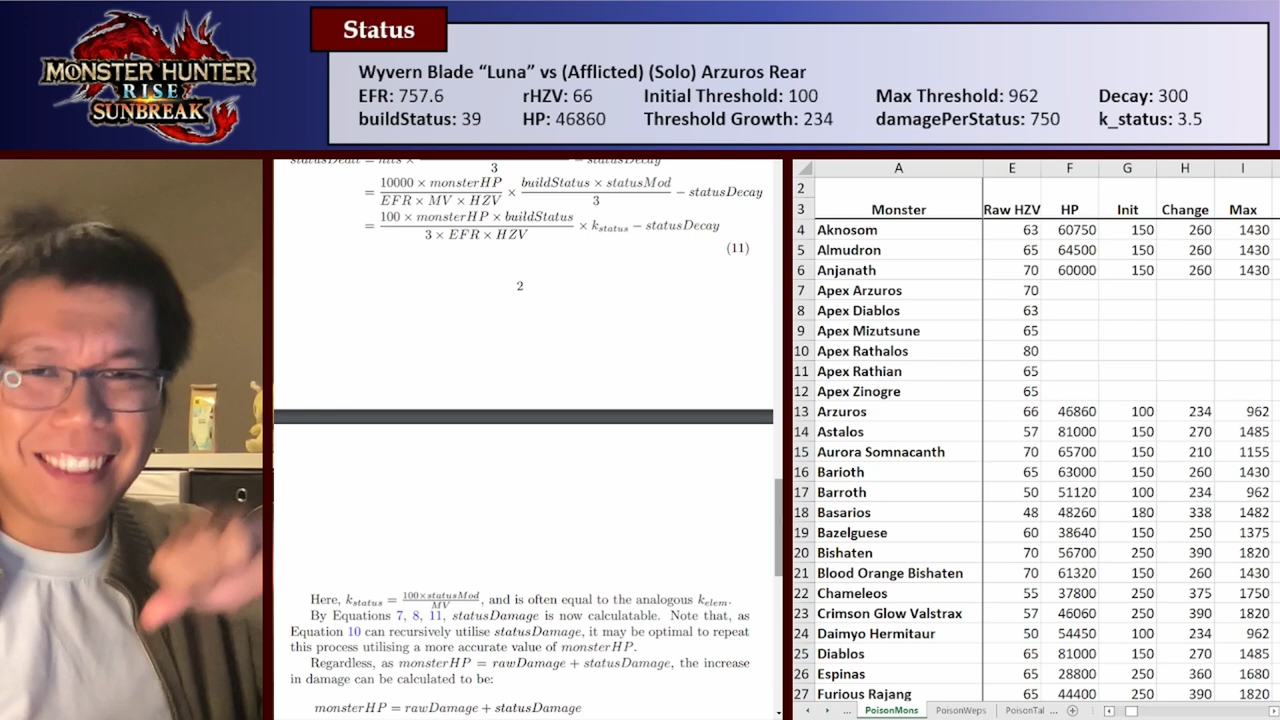 MONSTER HUNTER
RISE
SUNBREAK
Status
Wyvern Blade “Luna” vs (Afflicted) (Solo) Arzuros Rear
EFR: 757.6 rHZV: 66 Initial Threshold: 100 Max Threshold: 962 Decay: 300
buildStatus: 39 HP: 46860 Threshold Growth: 234 damagePerStatus: 750 k_status: 3.5
statusDealt = hits × / 3 − statusDecay
= 10000 × monsterHP / EFR × MV × HZV × buildStatus × statusMod / 3 − statusDecay
= 100 × monsterHP × buildStatus / 3 × EFR × HZV × k_status − statusDecay
(11)
2
Here, k_status = 100×statusMod / MV, and is often equal to the analogous k_elem.
By Equations 7, 8, 11, statusDamage is now calculatable. Note that, as
Equation 10 can recursively utilise statusDamage, it may be optimal to repeat
this process utilising a more accurate value of monsterHP.
Regardless, as monsterHP = rawDamage + statusDamage, the increase
in damage can be calculated to be:
monsterHP = rawDamage + statusDamage
A E F G H I
2
3 Monster Raw HZV HP Init Change Max
4 Aknosom 63 60750 150 260 1430
5 Almudron 65 64500 150 260 1430
6 Anjanath 70 60000 150 260 1430
7 Apex Arzuros 70
8 Apex Diablos 63
9 Apex Mizutsune 65
10 Apex Rathalos 80
11 Apex Rathian 65
12 Apex Zinogre 65
13 Arzuros 66 46860 100 234 962
14 Astalos 57 81000 150 270 1485
15 Aurora Somnacanth 70 65700 150 210 1155
16 Barioth 65 63000 150 260 1430
17 Barroth 50 51120 100 234 962
18 Basarios 48 48260 180 338 1482
19 Bazelguese 60 38640 150 250 1375
20 Bishaten 70 56700 250 390 1820
21 Blood Orange Bishaten 70 61320 150 260 1430
22 Chameleos 55 37800 250 375 1750
23 Crimson Glow Valstrax 57 46060 250 390 1820
24 Daimyo Hermitaur 50 54450 100 234 962
25 Diablos 65 81000 150 270 1485
26 Espinas 65 28800 250 360 1680
27 Furious Rajang 65 44400 250 390 1820
... PoisonMons PoisonWeps PoisonTal ...